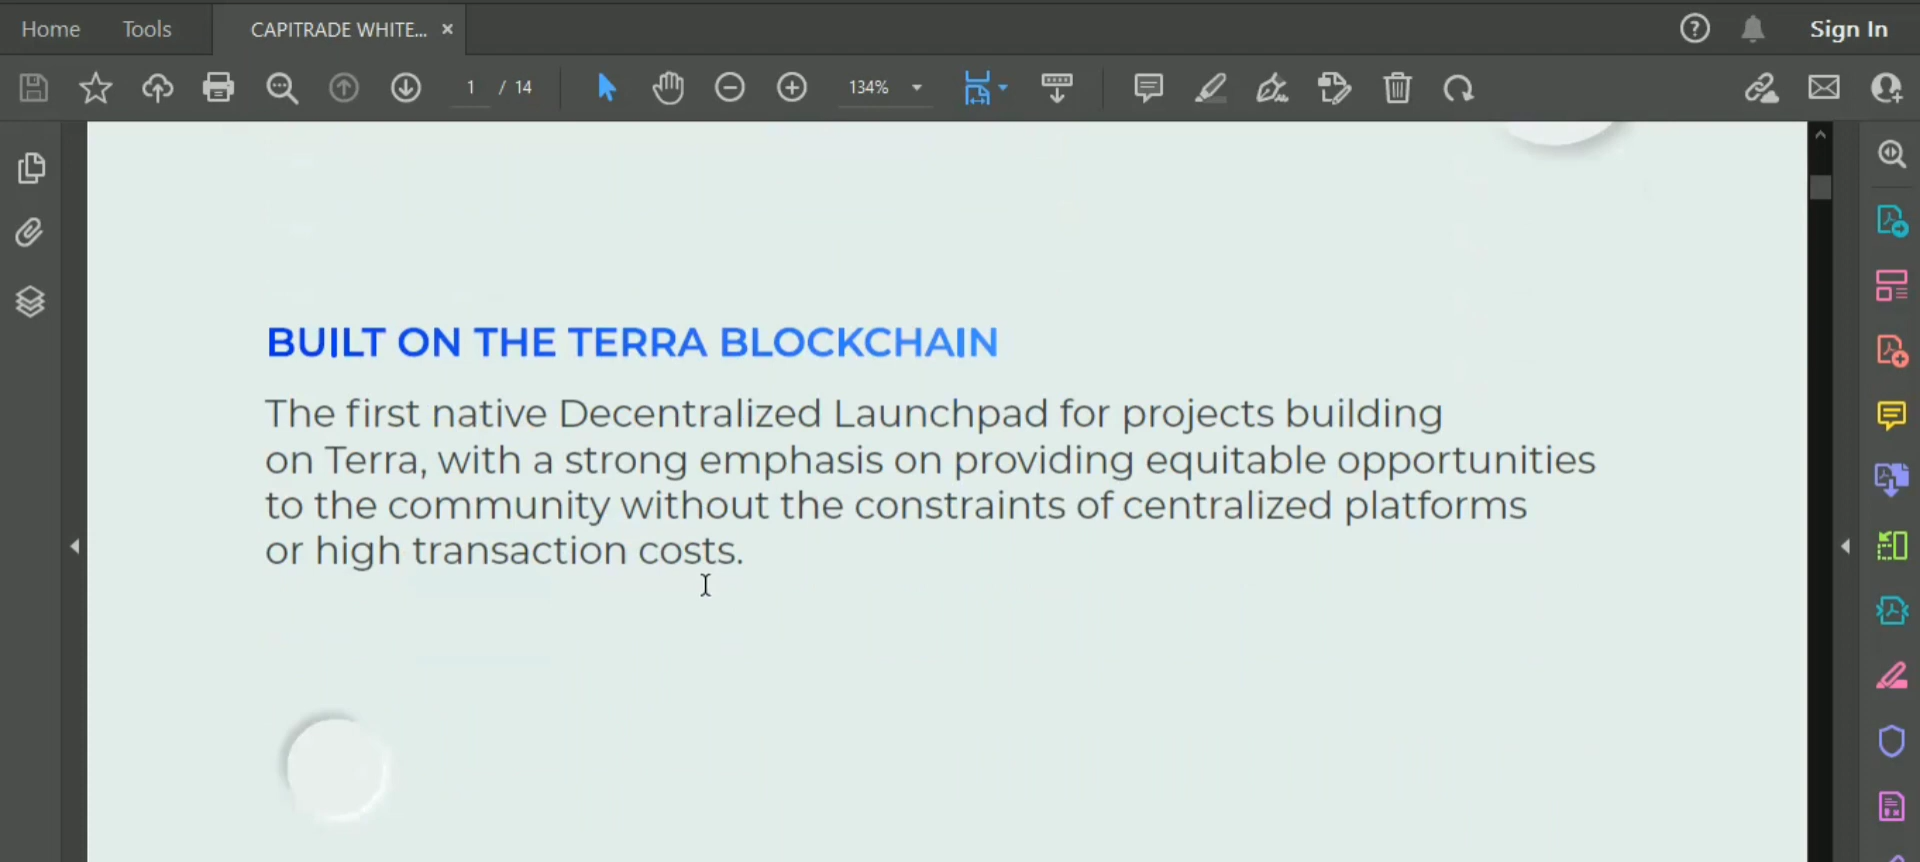 Home Tools CAPITRADE WHITE... × ? Sign In
1 / 14 134%
BUILT ON THE TERRA BLOCKCHAIN
The first native Decentralized Launchpad for projects building
on Terra, with a strong emphasis on providing equitable opportunities
to the community without the constraints of centralized platforms
or high transaction costs.